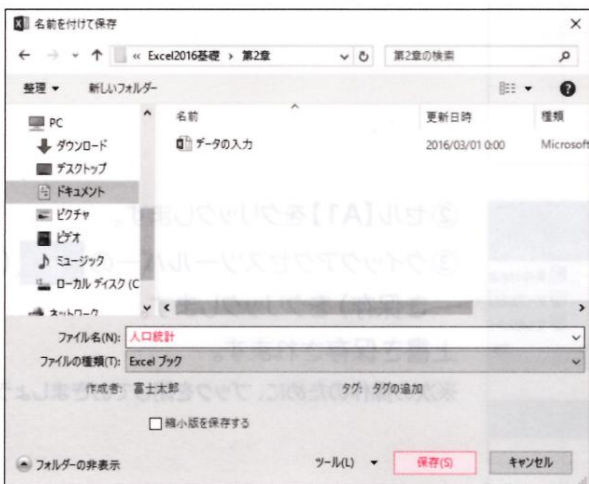 名前を付けて保存
« Excel2016基礎 › 第2章
第2章の検索
整理
新しいフォルダー
名前
更新日時
種類
PC
データの入力
2016/03/01 0:00
Microsoft
ダウンロード
デスクトップ
ドキュメント
ピクチャ
ビデオ
ミュージック
ローカル ディスク (C
ネットワーク
ファイル名(N):
人口統計
ファイルの種類(T):
Excel ブック
作成者: 富士太郎
タグ: タグの追加
縮小版を保存する
フォルダーの非表示
ツール(L)
保存(S)
キャンセル